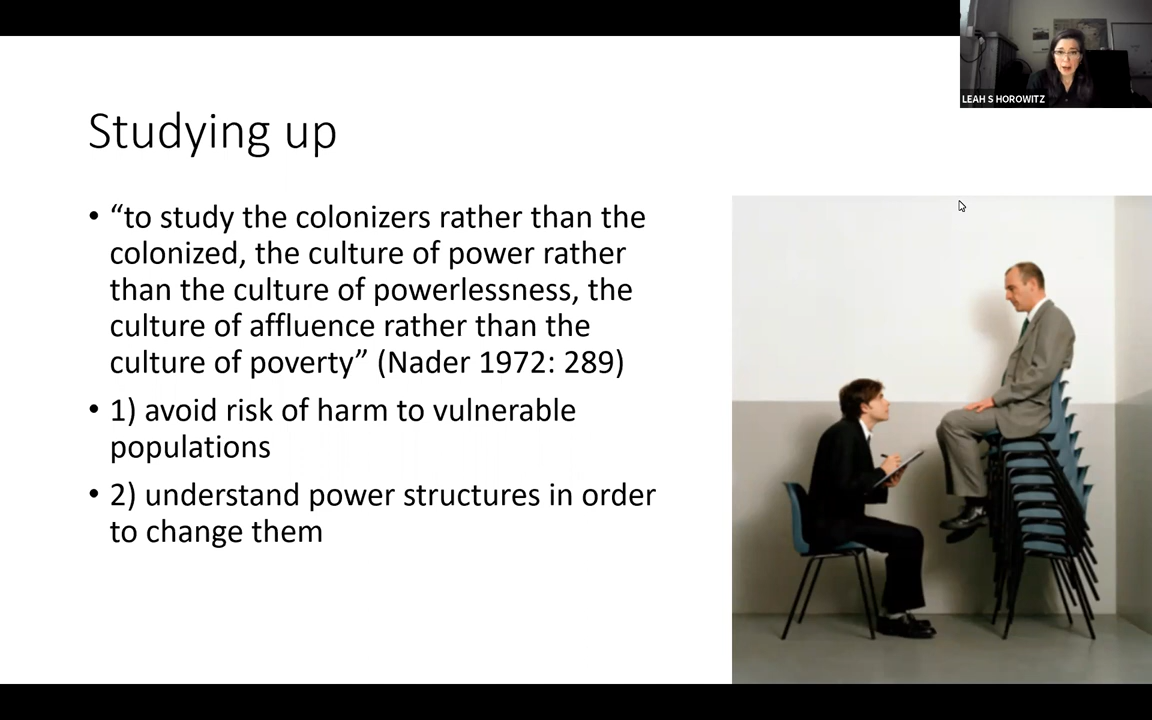 LEAH S HOROWITZ
Studying up
• “to study the colonizers rather than the
colonized, the culture of power rather
than the culture of powerlessness, the
culture of affluence rather than the
culture of poverty” (Nader 1972: 289)
• 1) avoid risk of harm to vulnerable
populations
• 2) understand power structures in order
to change them